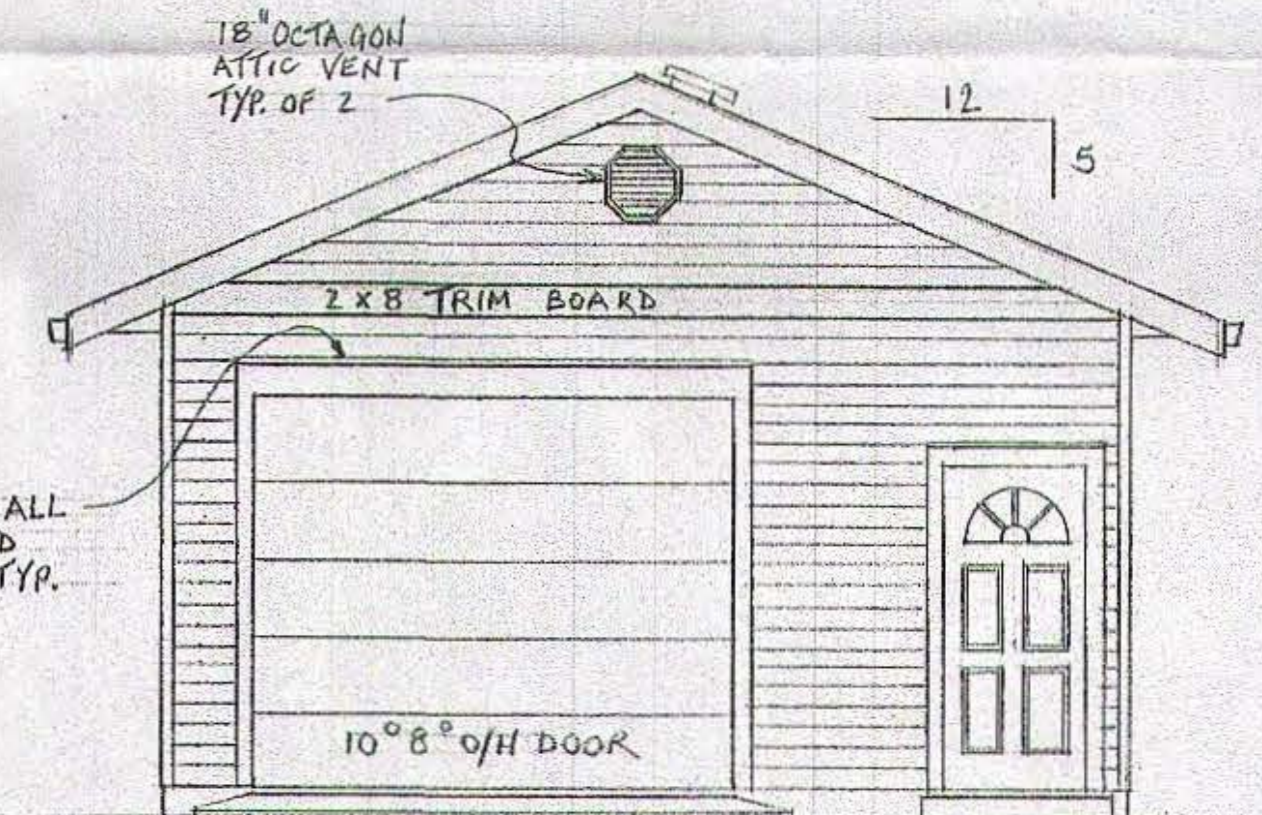 18" OCTAGON
ATTIC VENT
TYP. OF 2
12
5
2 X 8 TRIM BOARD
ALL
TYP.
10° 8° O/H DOOR